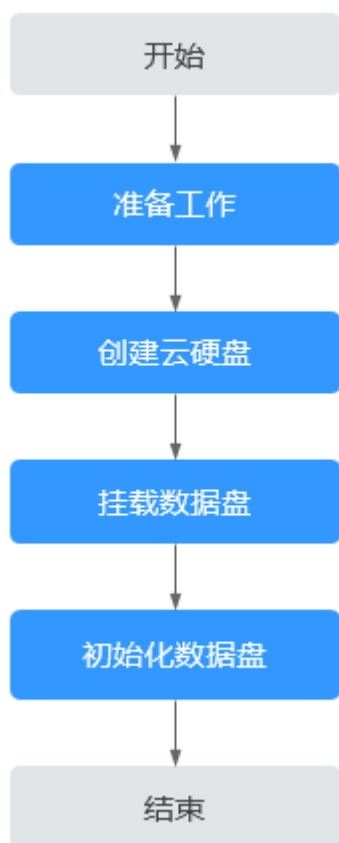 开始
准备工作
创建云硬盘
挂载数据盘
初始化数据盘
结束